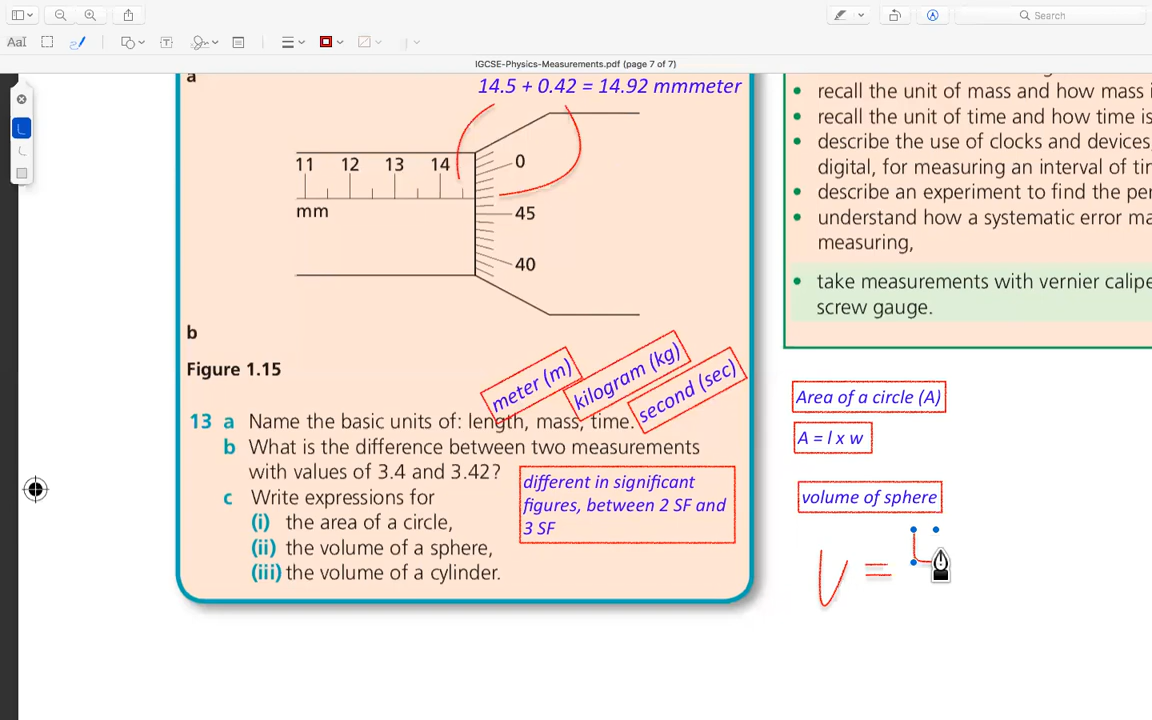 AaI
T
Search
IGCSE-Physics-Measurements.pdf (page 7 of 7)
a
14.5 + 0.42 = 14.92 mmmeter
11 12 13 14
0
45
40
mm
b
Figure 1.15
meter (m)
kilogram (kg)
second (sec)
13 a Name the basic units of: length, mass, time.
b What is the difference between two measurements
with values of 3.4 and 3.42?
different in significant
figures, between 2 SF and
3 SF
c Write expressions for
(i) the area of a circle,
(ii) the volume of a sphere,
(iii) the volume of a cylinder.
• recall the unit of mass and how mass i
• recall the unit of time and how time is
• describe the use of clocks and devices,
digital, for measuring an interval of tin
• describe an experiment to find the per
• understand how a systematic error ma
measuring,
• take measurements with vernier calipe
screw gauge.
Area of a circle (A)
A = l x w
volume of sphere
V =